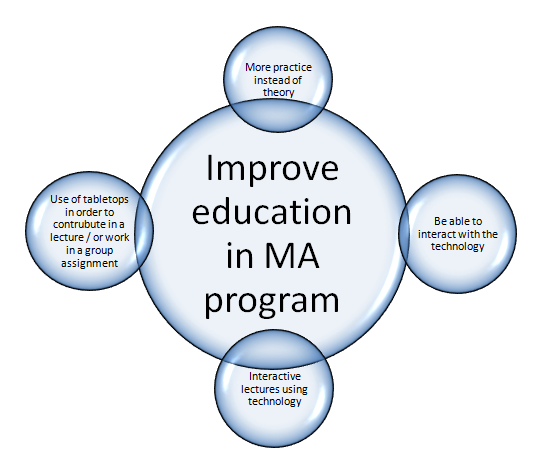 More practice
instead of
theory
Improve
education
in MA
program
Use of tabletops
in order to
contrubute in a
lecture / or work
in a group
assignment
Be able to
interact with the
technology
Interactive
lectures using
technology